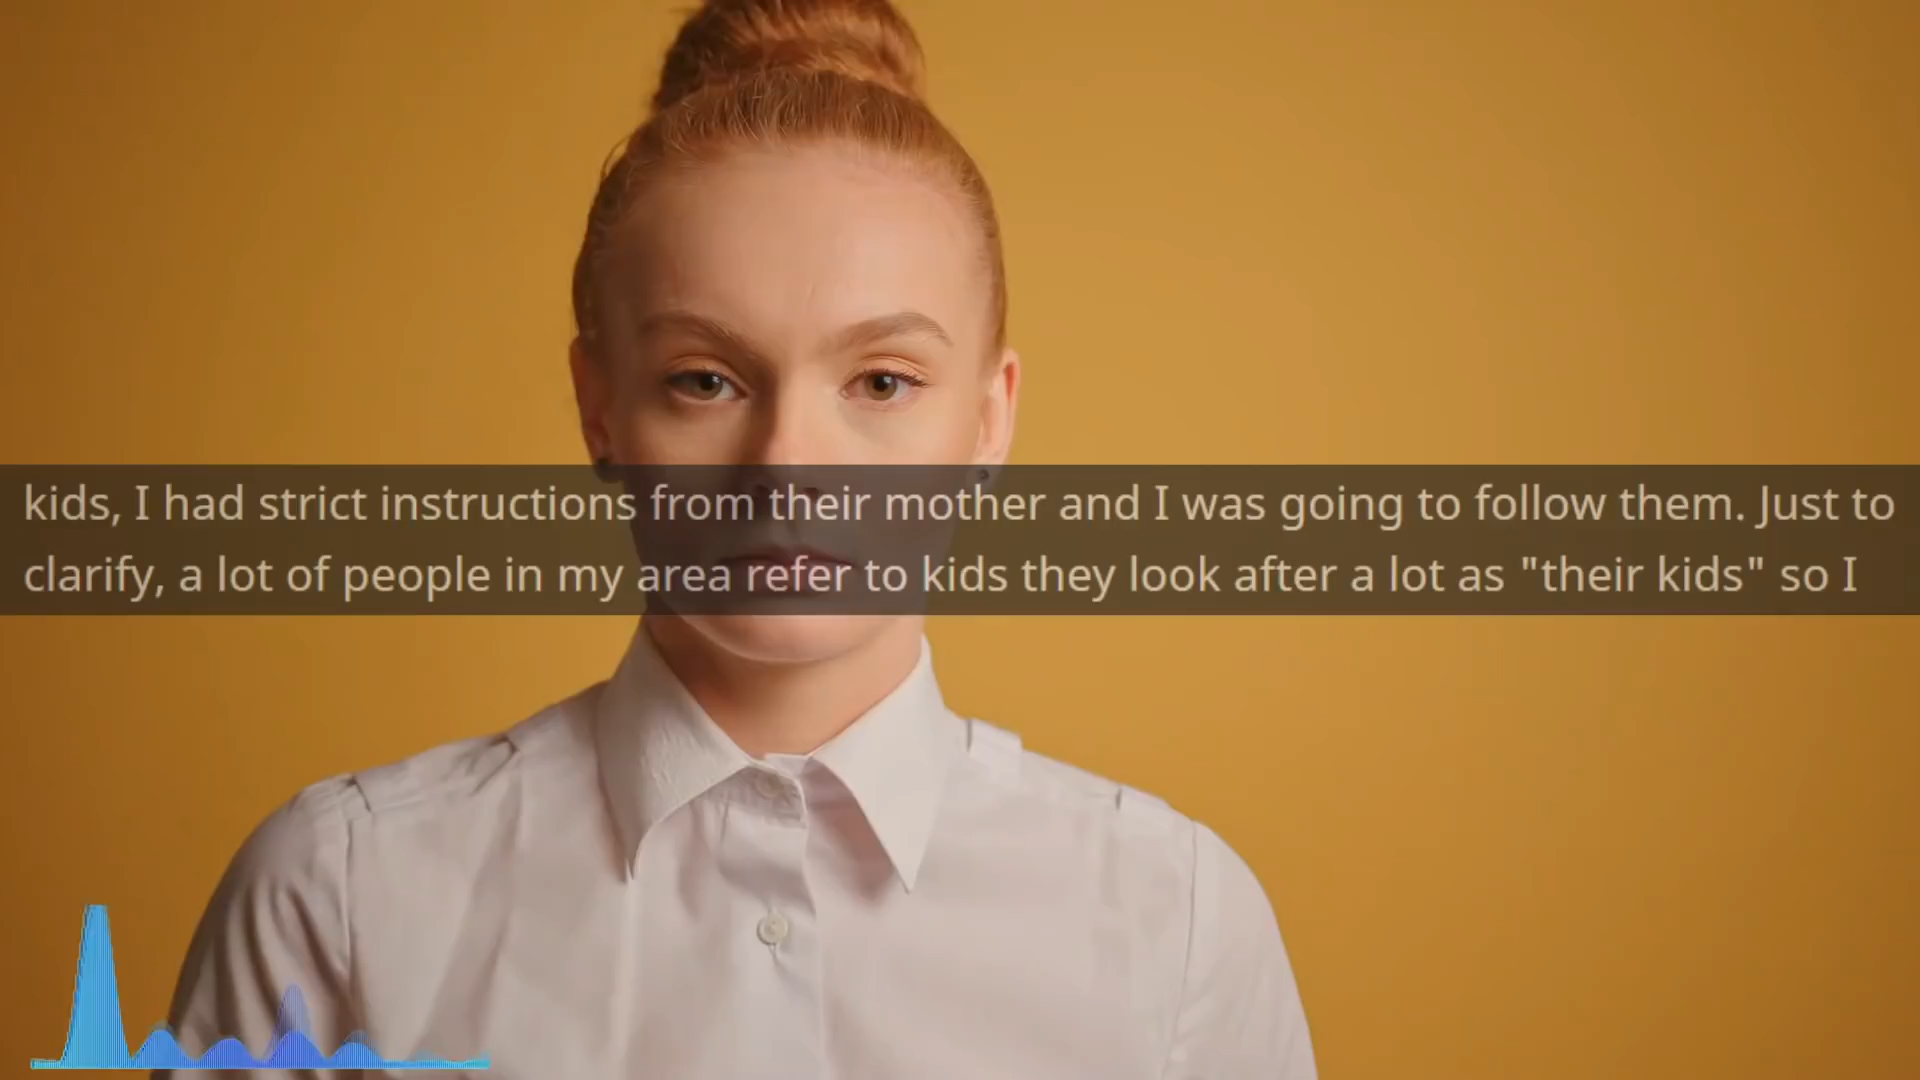 kids, I had strict instructions from their mother and I was going to follow them. Just to
clarify, a lot of people in my area refer to kids they look after a lot as "their kids" so I